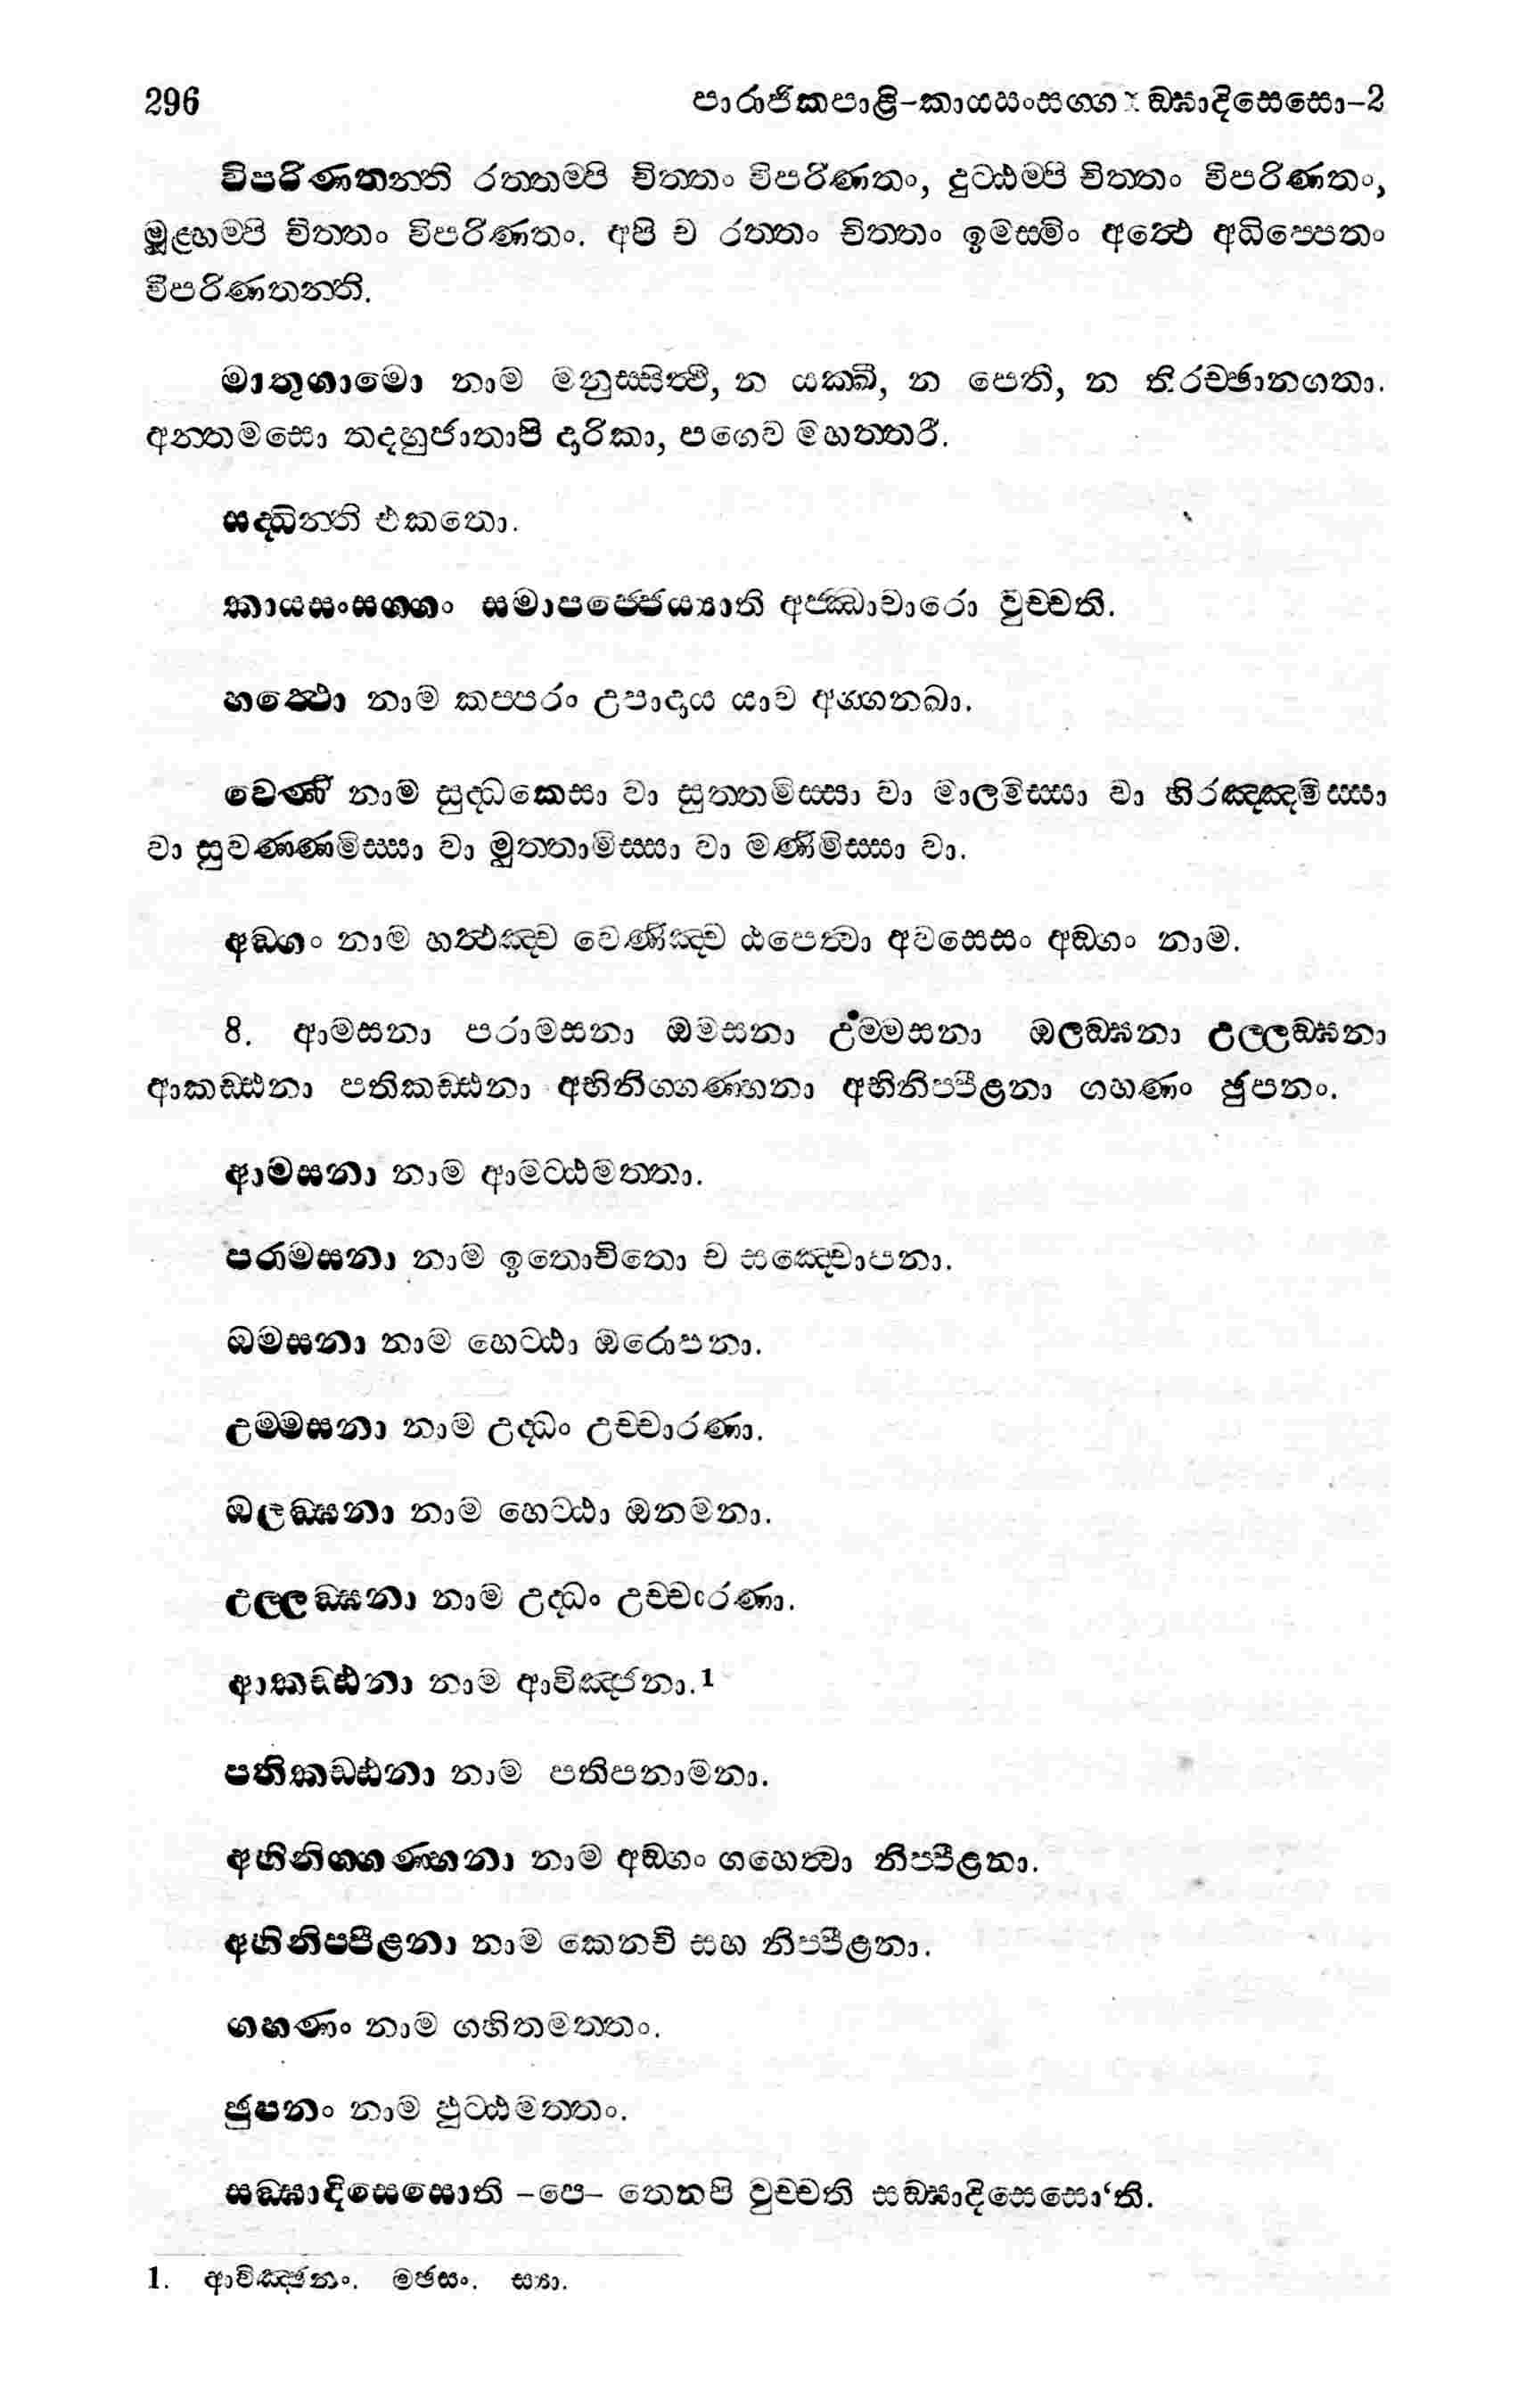 296 පාරාජිකපාළි-කායසංසග්ග සඞ්ඝාදිසෙසො-2
විපරිණතන්ති රත්තම්පි චිත්තං විපරිණතං, දුට්ඨම්පි චිත්තං විපරිණතං,
මූළ්හම්පි චිත්තං විපරිණතං. අපි ච රත්තං චිත්තං ඉමස්මිං අත්ථෙ අධිප්පෙතං
විපරිණතන්ති.
මාතුගාමො නාම මනුස්සිත්ථි, න යක්ඛී, න පෙතී, න තිරච්ඡානගතා.
අන්තමසො තදහුජාතාපි දාරිකා, පගෙව මහත්තරී.
සද්ධින්ති එකතො.
කායසංසග්ගං සමාපජ්ජෙය්‍යාති අජ්ඣාචාරො වුච්චති.
හත්ථො නාම කප්පරං උපාදාය යාව අග්ගනඛා.
වෙණි නාම සුද්ධකෙසා වා සුත්තමිස්සා වා මාලමිස්සා වා හිරඤ්ඤමිස්සා
වා සුවණ්ණමිස්සා වා මුත්තාමිස්සා වා මණිමිස්සා වා.
අඞ්ගං නාම හත්ථඤ්ච වෙණිඤ්ච ඨපෙත්වා අවසෙසං අඞ්ගං නාම.
8. ආමසනා පරාමසනා ඔමසනා උම්මසනා ඔලඞ්ඝනා උල්ලඞ්ඝනා
ආකඩ්ඪනා පතිකඩ්ඪනා අභිනිග්ගණ්හනා අභිනිප්පීළනා ගහණං ඡුපනං.
ආමසනා නාම ආමට්ඨමත්තා.
පරාමසනා නාම ඉතොචිතො ච සඤ්චොපනා.
ඔමසනා නාම හෙට්ඨා ඔරොපනා.
උම්මසනා නාම උද්ධං උච්චාරණා.
ඔලඞ්ඝනා නාම හෙට්ඨා ඔනමනා.
උල්ලඞ්ඝනා නාම උද්ධං උච්චාරණා.
ආකඩ්ඪනා නාම ආවිඤ්ජනා.1
පතිකඩ්ඪනා නාම පතිපනාමනා.
අභිනිග්ගණ්හනා නාම අඞ්ගං ගහෙත්වා නිප්පීළනා.
අභිනිප්පීළනා නාම කෙනචි සහ නිප්පීළනා.
ගහණං නාම ගහිතමත්තං.
ඡුපනං නාම ඵුට්ඨමත්තං.
සඞ්ඝාදිසෙසොති -පෙ- තෙනපි වුච්චති සඞ්ඝාදිසෙසො‘ති.
1. ආවිඤ්ඡනං. මඡසං. ස්‍යා.